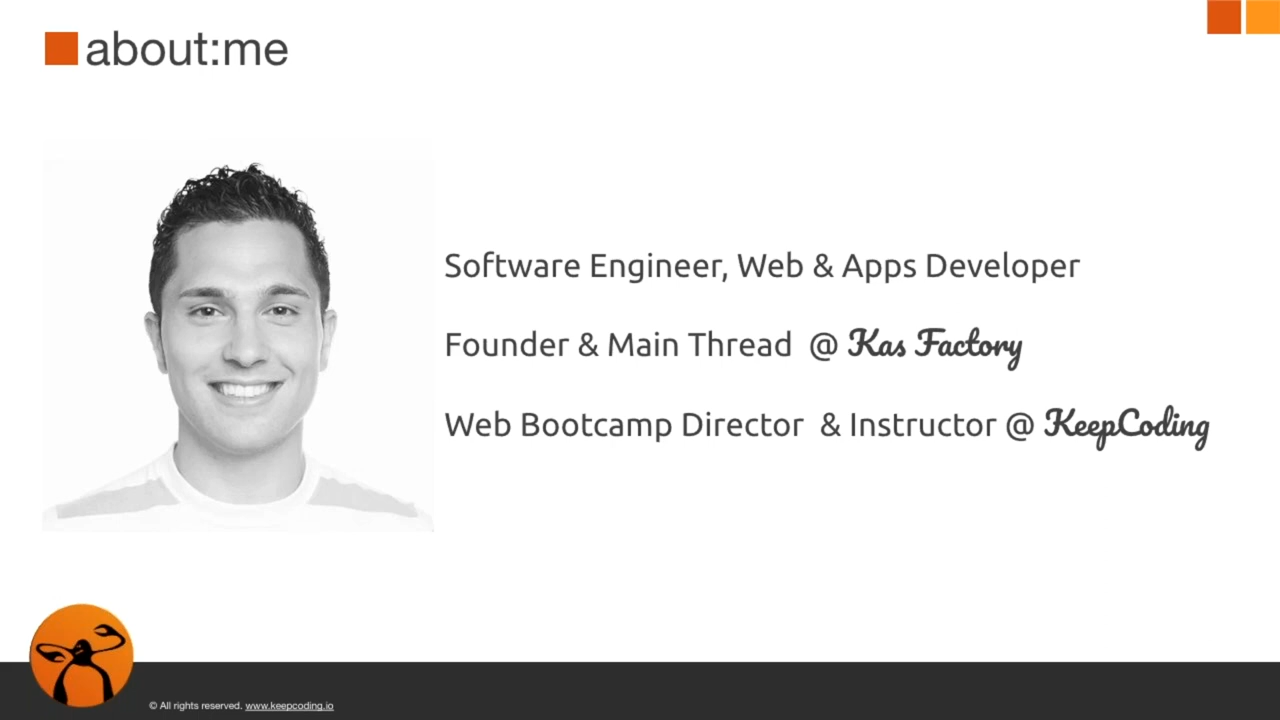 about:me
Software Engineer, Web & Apps Developer
Founder & Main Thread @ Kas Factory
Web Bootcamp Director & Instructor @ KeepCoding
© All rights reserved. www.keepcoding.io